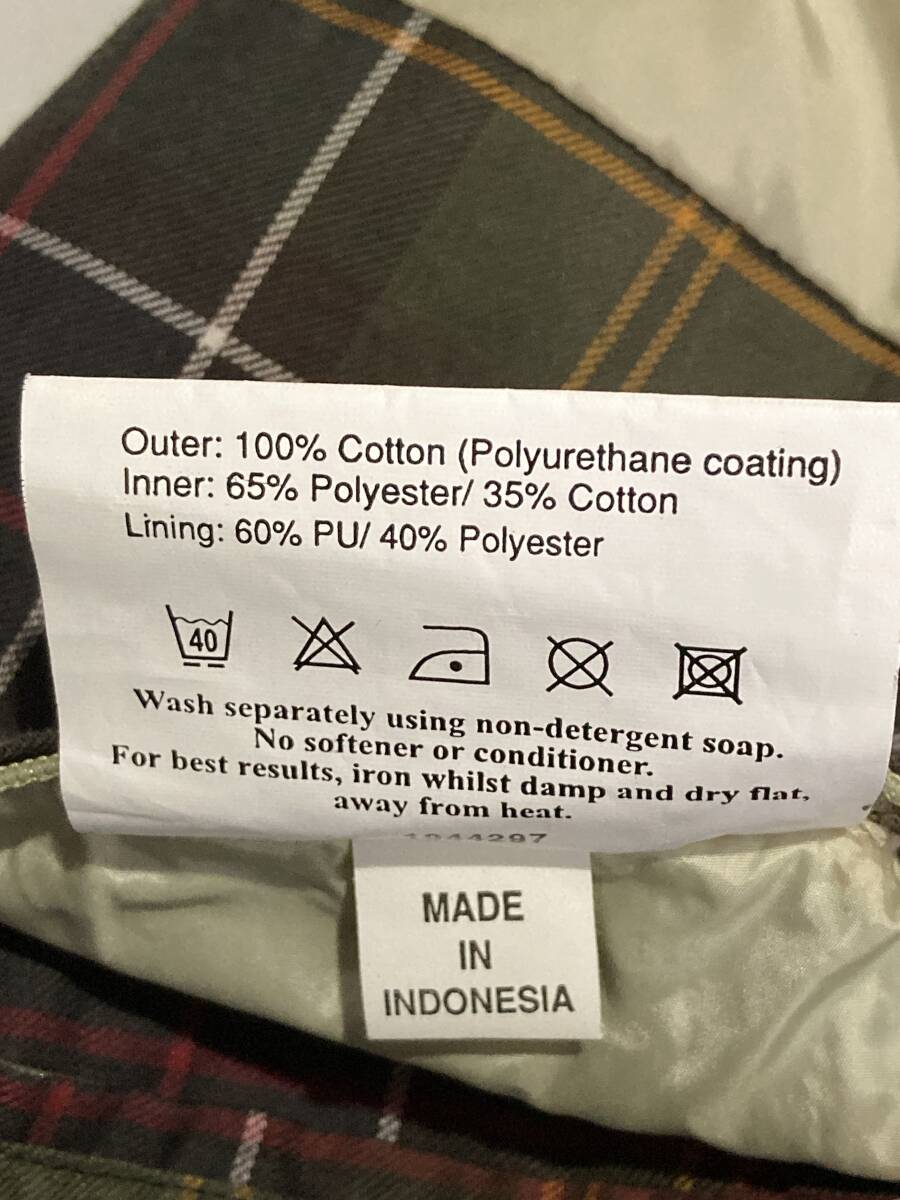 Outer: 100% Cotton (Polyurethane coating)
Inner: 65% Polyester/ 35% Cotton
Lining: 60% PU/ 40% Polyester
40
Wash separately using non-detergent soap.
No softener or conditioner.
For best results, iron whilst damp and dry flat,
away from heat.
MADE
IN
INDONESIA